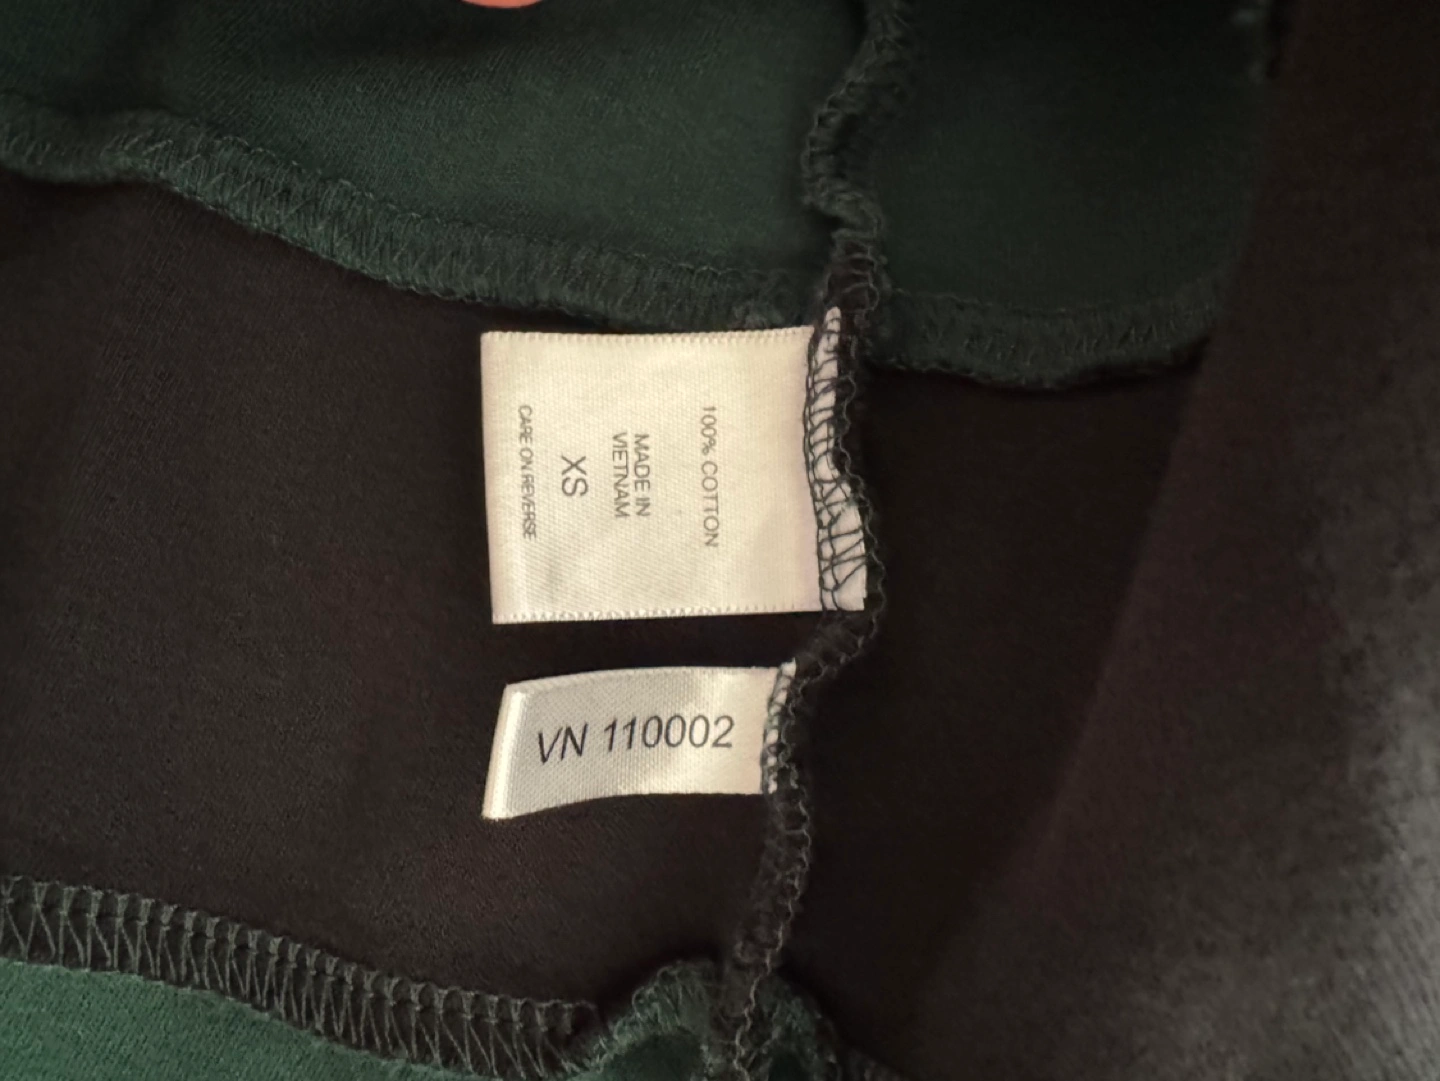 100% COTTON
MADE IN
VIETNAM
XS
CARE ON REVERSE
VN 110002